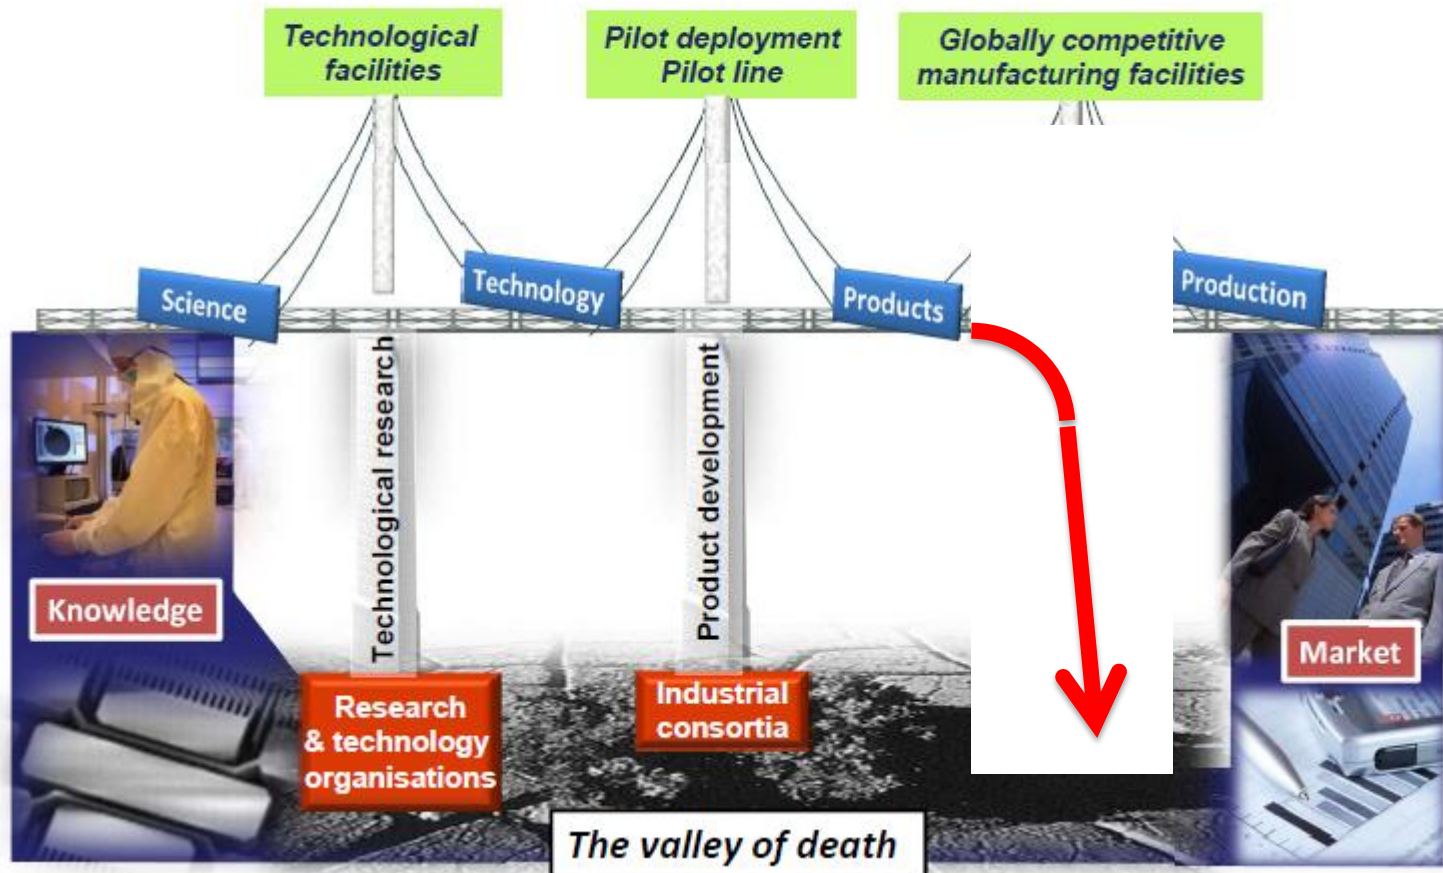 Technological
facilities
Pilot deployment
Pilot line
Globally competitive
manufacturing facilities
Science
Technology
Products
Production
Technological research
Product development
Knowledge
Market
Research
& technology
organisations
Industrial
consortia
The valley of death